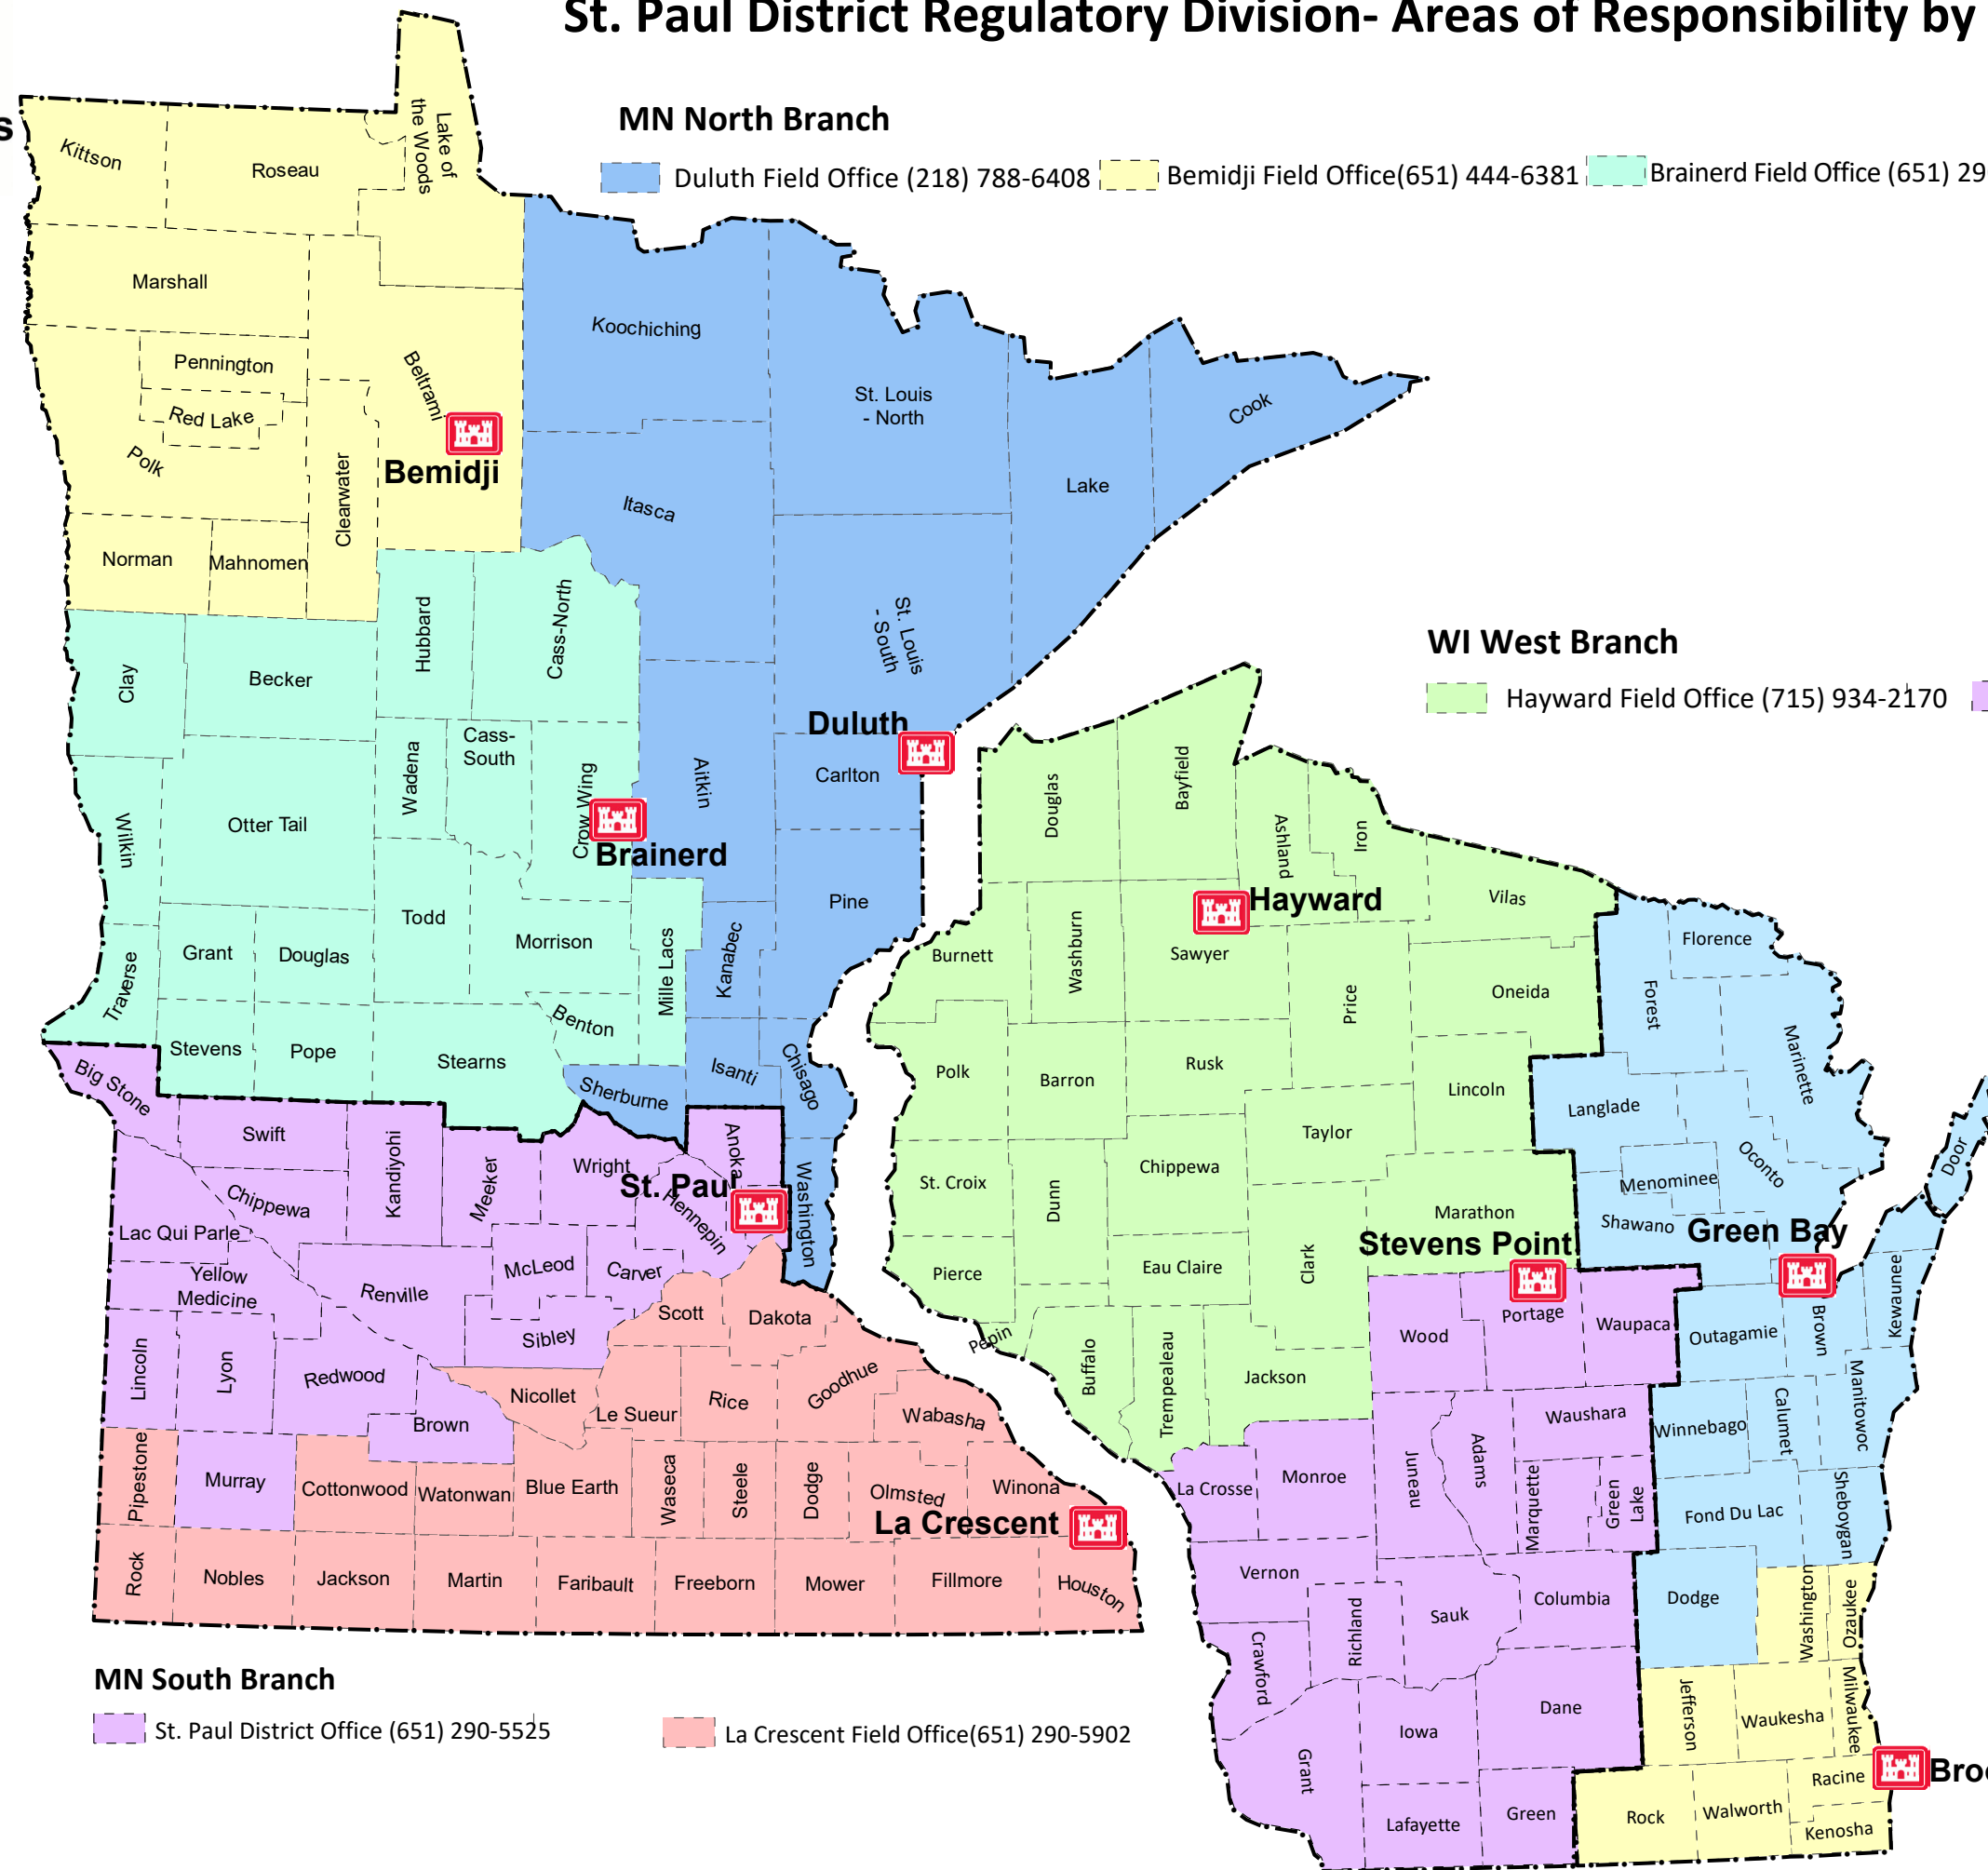 St. Paul District Regulatory Division- Areas of Responsibility by
s
MN North Branch
Duluth Field Office (218) 788-6408
Bemidji Field Office(651) 444-6381
Brainerd Field Office (651) 29
Kittson
Roseau
Lake of
the Woods
Marshall
Koochiching
Pennington
Beltrami
St. Louis
- North
Cook
Red Lake
Polk
Bemidji
Clearwater
Itasca
Lake
Norman
Mahnomen
Hubbard
Cass-North
St. Louis
- South
WI West Branch
Hayward Field Office (715) 934-2170
Clay
Becker
Duluth
Wadena
Cass-
South
Crow Wing
Aitkin
Carlton
Wilkin
Otter Tail
Brainerd
Douglas
Bayfield
Ashland
Iron
Pine
Hayward
Vilas
Todd
Morrison
Mille Lacs
Kanabec
Grant
Douglas
Traverse
Burnett
Washburn
Sawyer
Price
Florence
Oneida
Forest
Stevens
Pope
Stearns
Benton
Isanti
Chisago
Marinette
Big Stone
Sherburne
Polk
Barron
Rusk
Lincoln
Langlade
Swift
Kandiyohi
Meeker
Wright
Anoka
Taylor
Chippewa
Lac Qui Parle
St. Paul
Hennepin
Washington
St. Croix
Dunn
Chippewa
Marathon
Menominee
Oconto
Door
Shawano
Green Bay
Stevens Point
Yellow
Medicine
Renville
McLeod
Carver
Pierce
Eau Claire
Clark
Scott
Dakota
Sibley
Pepin
Buffalo
Trempealeau
Jackson
Wood
Portage
Waupaca
Outagamie
Brown
Kewaunee
Lincoln
Lyon
Redwood
Nicollet
Le Sueur
Rice
Goodhue
Wabasha
Brown
Waushara
Winnebago
Calumet
Manitowoc
Pipestone
Murray
Cottonwood
Watonwan
Blue Earth
Waseca
Steele
Dodge
Olmsted
Winona
La Crescent
La Crosse
Monroe
Juneau
Adams
Marquette
Green
Lake
Fond Du Lac
Sheboygan
Rock
Nobles
Jackson
Martin
Faribault
Freeborn
Mower
Fillmore
Houston
Vernon
Richland
Sauk
Columbia
Dodge
Washington
Ozaukee
MN South Branch
St. Paul District Office (651) 290-5525
La Crescent Field Office(651) 290-5902
Crawford
Grant
Iowa
Dane
Jefferson
Waukesha
Milwaukee
Broo
Lafayette
Green
Rock
Walworth
Racine
Kenosha